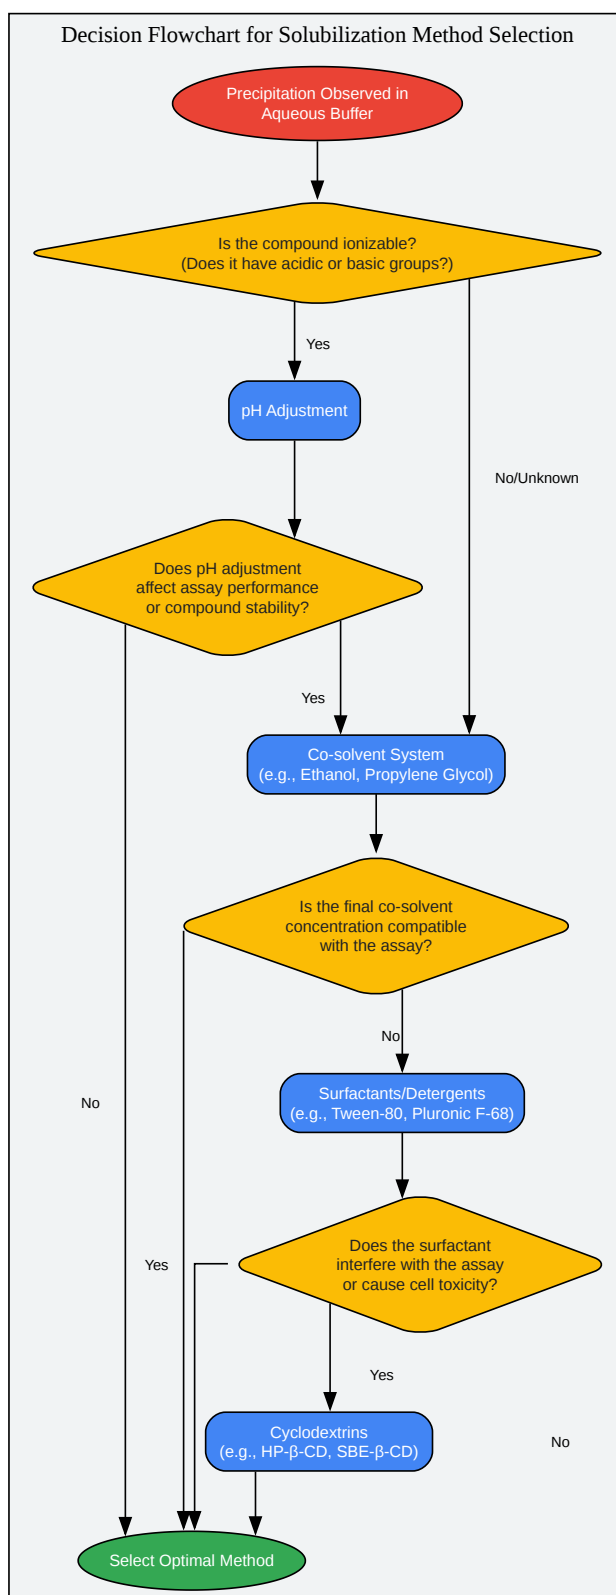 Decision Flowchart for Solubilization Method Selection
Precipitation Observed in
Aqueous Buffer
Is the compound ionizable?
(Does it have acidic or basic groups?)
Yes
pH Adjustment
No/Unknown
Does pH adjustment
affect assay performance
or compound stability?
Yes
Co-solvent System
(e.g., Ethanol, Propylene Glycol)
Is the final co-solvent
concentration compatible
with the assay?
No
Surfactants/Detergents
(e.g., Tween-80, Pluronic F-68)
No
Does the surfactant
interfere with the assay
or cause cell toxicity?
Yes
Yes
Cyclodextrins
(e.g., HP-β-CD, SBE-β-CD)
No
Select Optimal Method